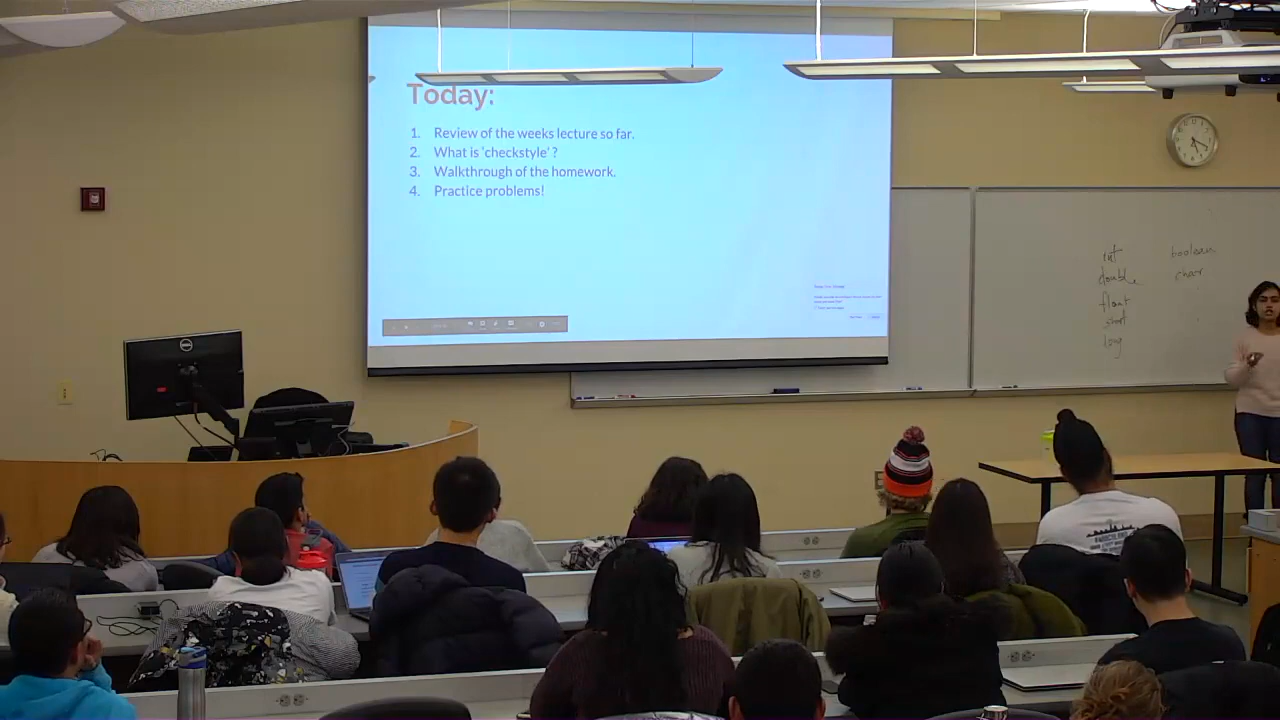 Today:
1. Review of the weeks lecture so far.
2. What is 'checkstyle' ?
3. Walkthrough of the homework.
4. Practice problems!
int
double
float
short
long
boolean
char
DELL